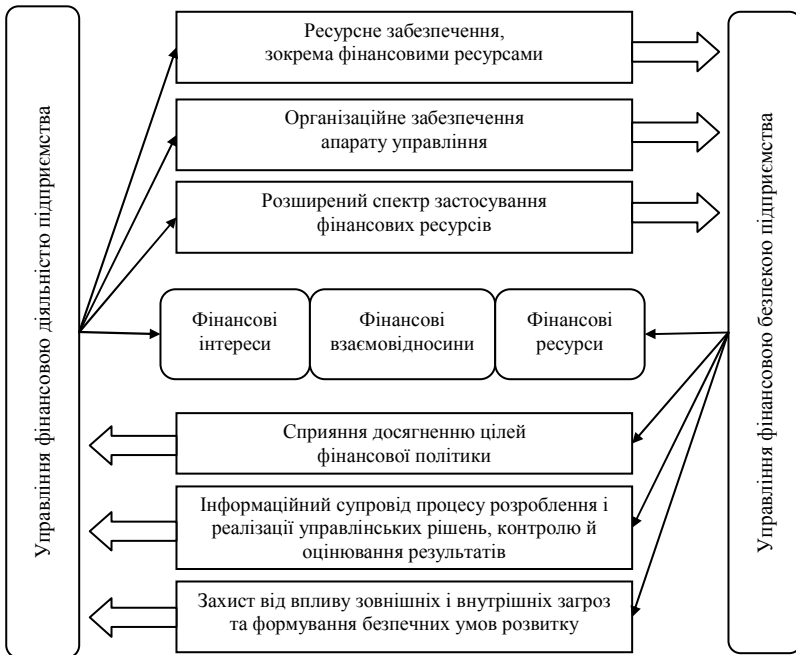 Управління фінансовою діяльністю підприємства
Ресурсне забезпечення,
зокрема фінансовими ресурсами
Організаційне забезпечення
апарату управління
Розширений спектр застосування
фінансових ресурсів
Фінансові
інтереси
Фінансові
взаємовідносини
Фінансові
ресурси
Сприяння досягненню цілей
фінансової політики
Інформаційний супровід процесу розроблення і
реалізації управлінських рішень, контролю й
оцінювання результатів
Захист від впливу зовнішніх і внутрішніх загроз
та формування безпечних умов розвитку
Управління фінансовою безпекою підприємства